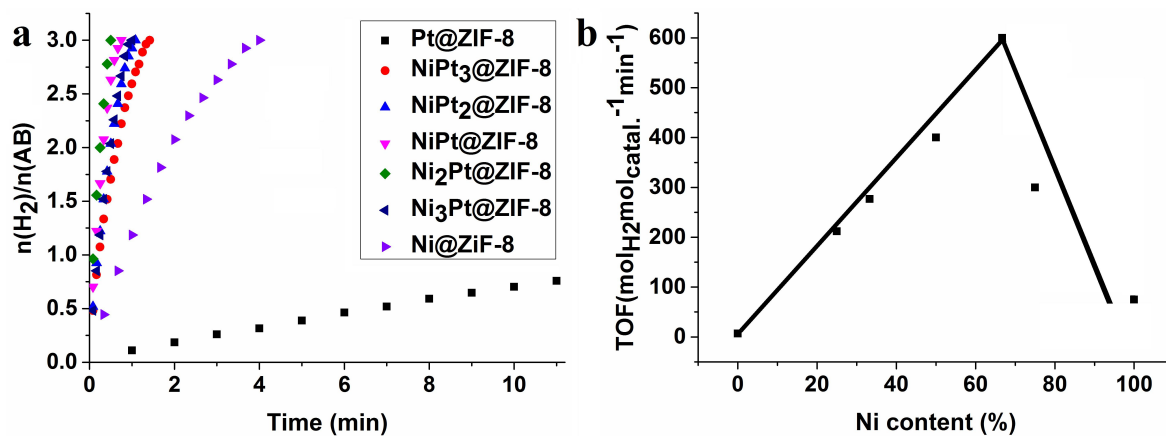 a
n(H2)/n(AB)
3.0
2.5
2.0
1.5
1.0
0.5
0.0
0
2
4
6
8
10
Time (min)
Pt@ZIF-8
NiPt3@ZIF-8
NiPt2@ZIF-8
NiPt@ZIF-8
Ni2Pt@ZIF-8
Ni3Pt@ZIF-8
Ni@ZiF-8
b
TOF(molH2molcatal.-1min-1)
600
500
400
300
200
100
0
0
20
40
60
80
100
Ni content (%)